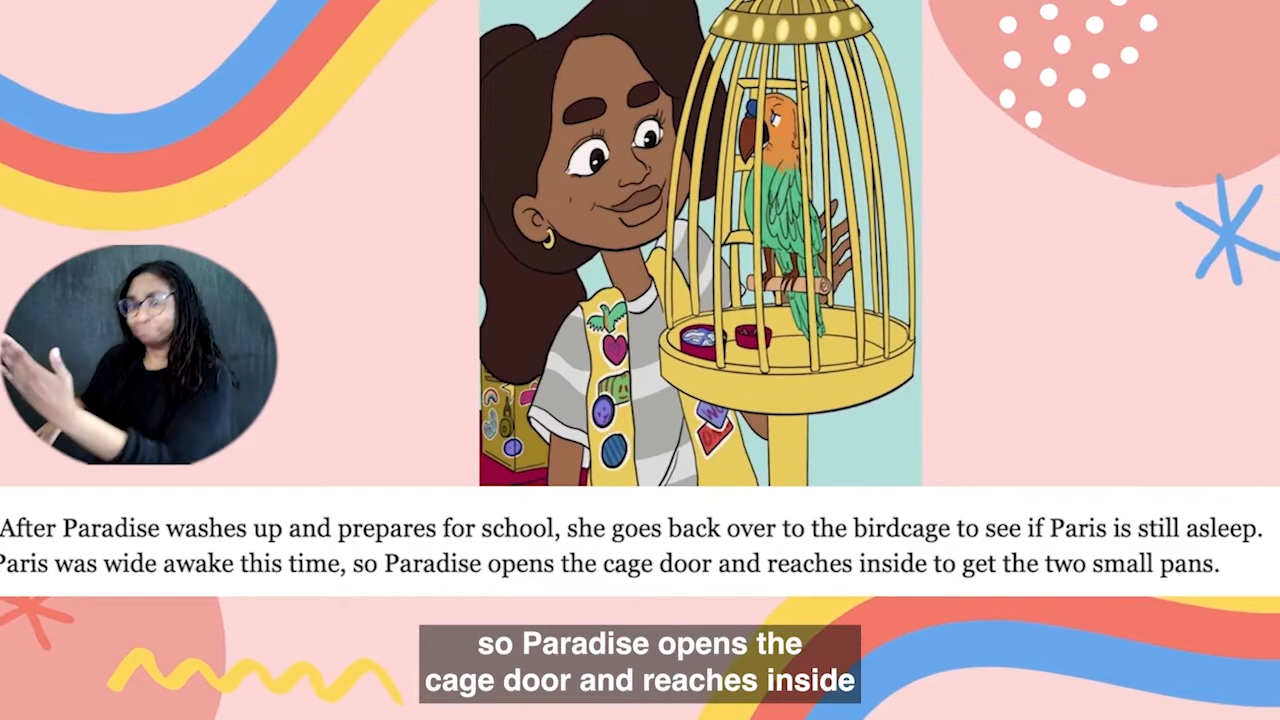 After Paradise washes up and prepares for school, she goes back over to the birdcage to see if Paris is still asleep.
Paris was wide awake this time, so Paradise opens the cage door and reaches inside to get the two small pans.
so Paradise opens the
cage door and reaches inside